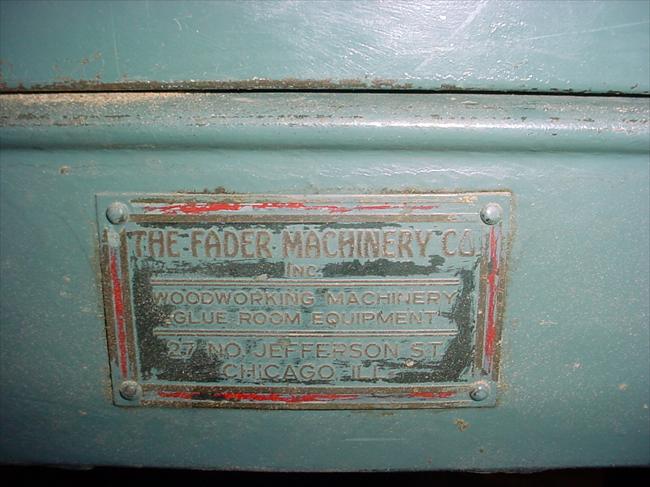 THE FADER MACHINERY CO.
INC.
WOODWORKING MACHINERY
GLUE ROOM EQUIPMENT
27 NO. JEFFERSON ST.
CHICAGO, ILL.